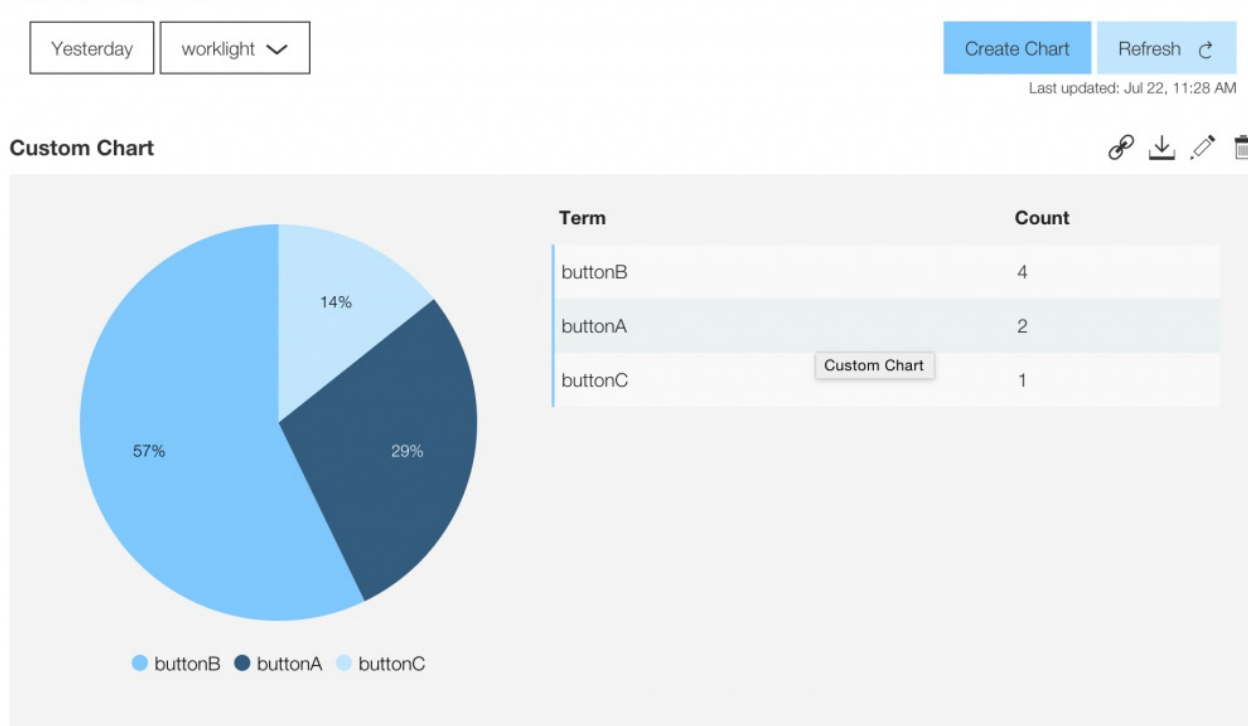 Yesterday worklight Create Chart Refresh
Last updated: Jul 22, 11:28 AM
Custom Chart
Term Count
buttonB 4
buttonA 2
Custom Chart
buttonC 1
14%
57% 29%
buttonB buttonA buttonC